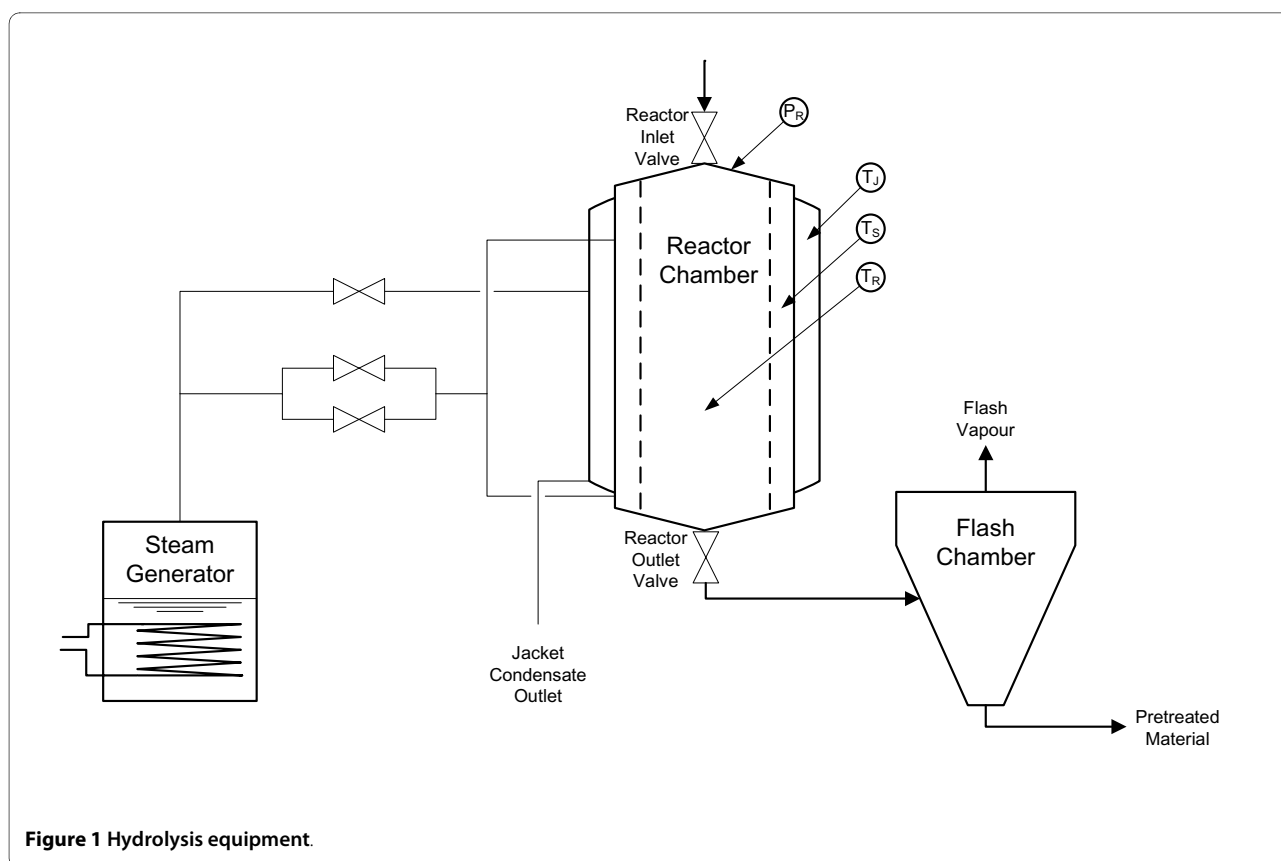 Reactor
Inlet
Valve
P_R
T_J
T_S
T_R
Reactor
Chamber
Steam
Generator
Reactor
Outlet
Valve
Jacket
Condensate
Outlet
Flash
Vapour
Flash
Chamber
Pretreated
Material
Figure 1 Hydrolysis equipment.